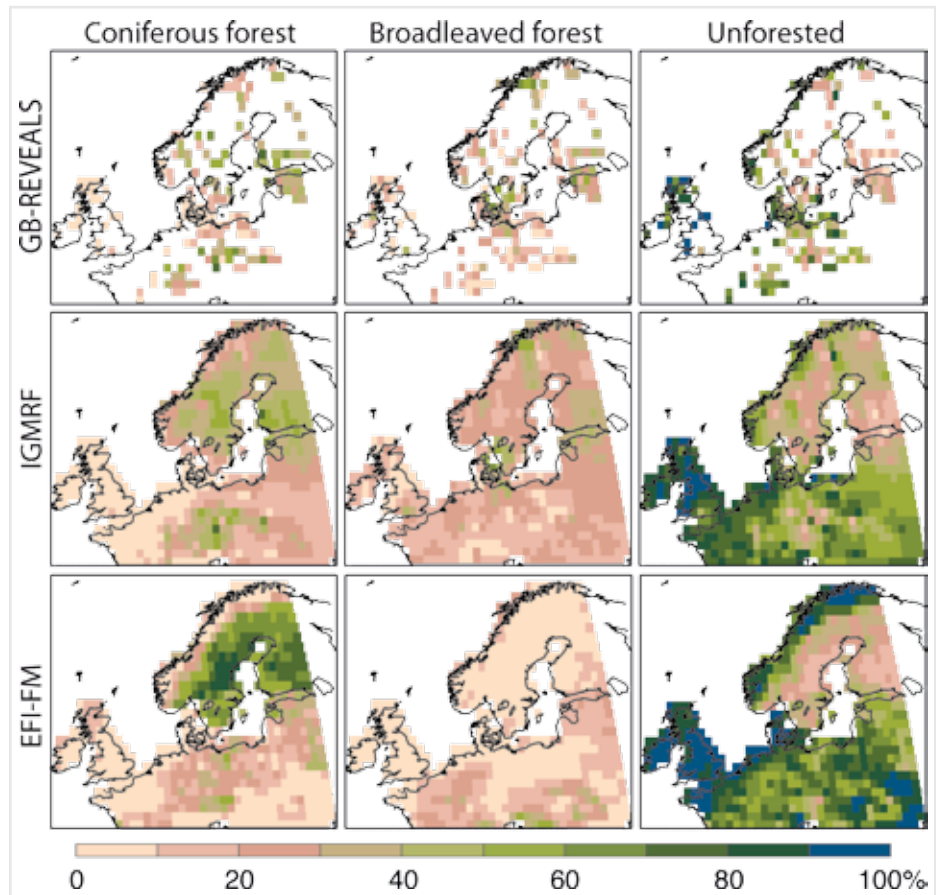 Coniferous forest Broadleaved forest Unforested
GB-REVEALS
IGMRF
EFI-FM
0 20 40 60 80 100%